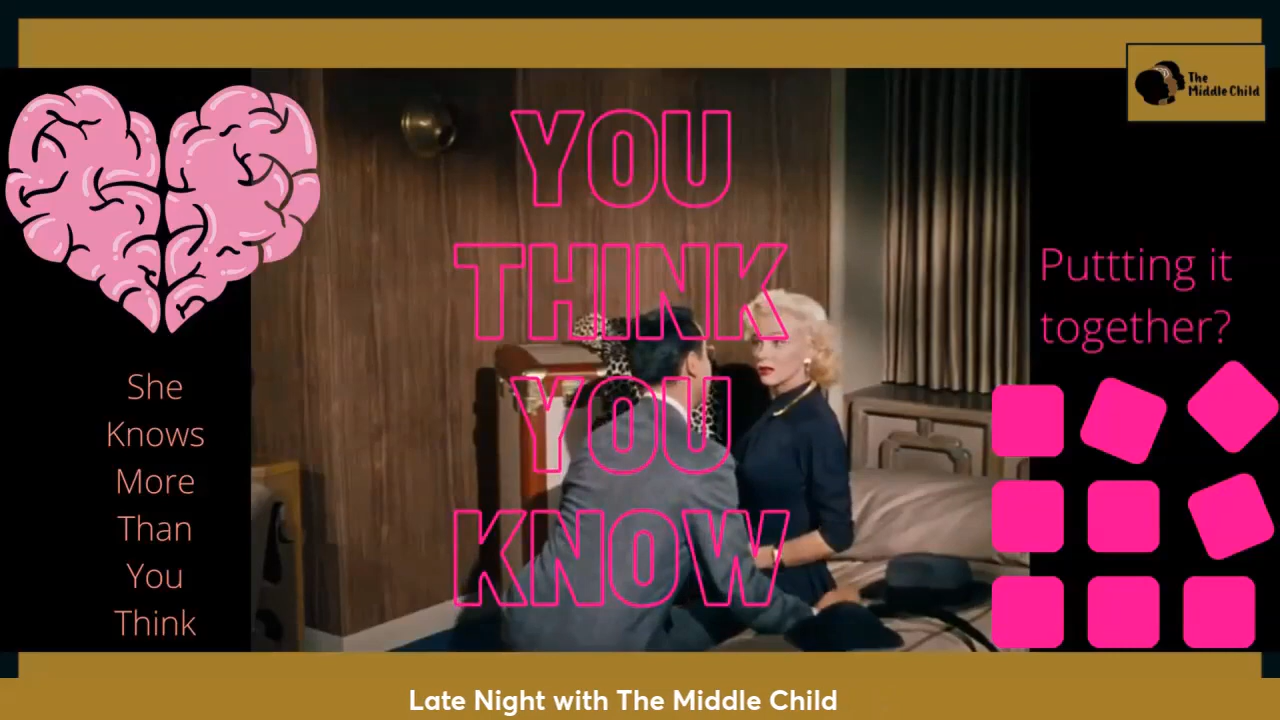 The
Middle Child
YOU
THINK
YOU
KNOW
She
Knows
More
Than
You
Think
Puttting it
together?
Late Night with The Middle Child